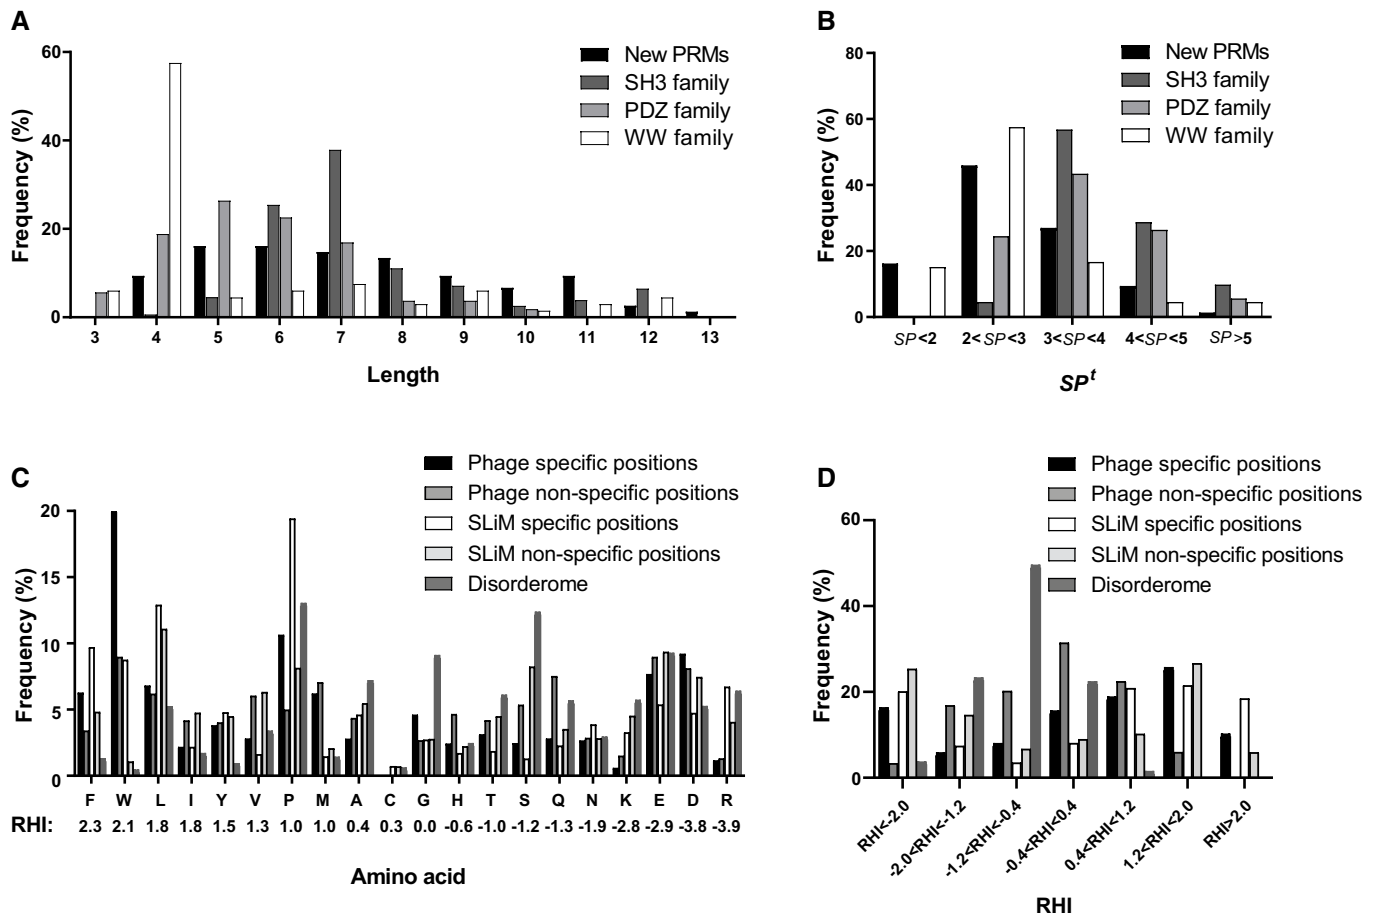 A
60
40
20
0
Frequency (%)
New PRMs
SH3 family
PDZ family
WW family
3 4 5 6 7 8 9 10 11 12 13
Length
B
80
60
40
20
0
Frequency (%)
New PRMs
SH3 family
PDZ family
WW family
SP<2 2<SP<3 3<SP<4 4<SP<5 SP>5
SP^t
C
20
15
10
5
0
Frequency (%)
Phage specific positions
Phage non-specific positions
SLiM specific positions
SLiM non-specific positions
Disorderome
F W L I Y V P M A C G H T S Q N K E D R
RHI: 2.3 2.1 1.8 1.8 1.5 1.3 1.0 1.0 0.4 0.3 0.0 -0.6 -1.0 -1.2 -1.3 -1.9 -2.8 -2.9 -3.8 -3.9
Amino acid
D
60
40
20
0
Frequency (%)
Phage specific positions
Phage non-specific positions
SLiM specific positions
SLiM non-specific positions
Disorderome
RHI<-2.0
-2.0<RHI<-1.2
-1.2<RHI<-0.4
-0.4<RHI<0.4
0.4<RHI<1.2
1.2<RHI<2.0
RHI>2.0
RHI